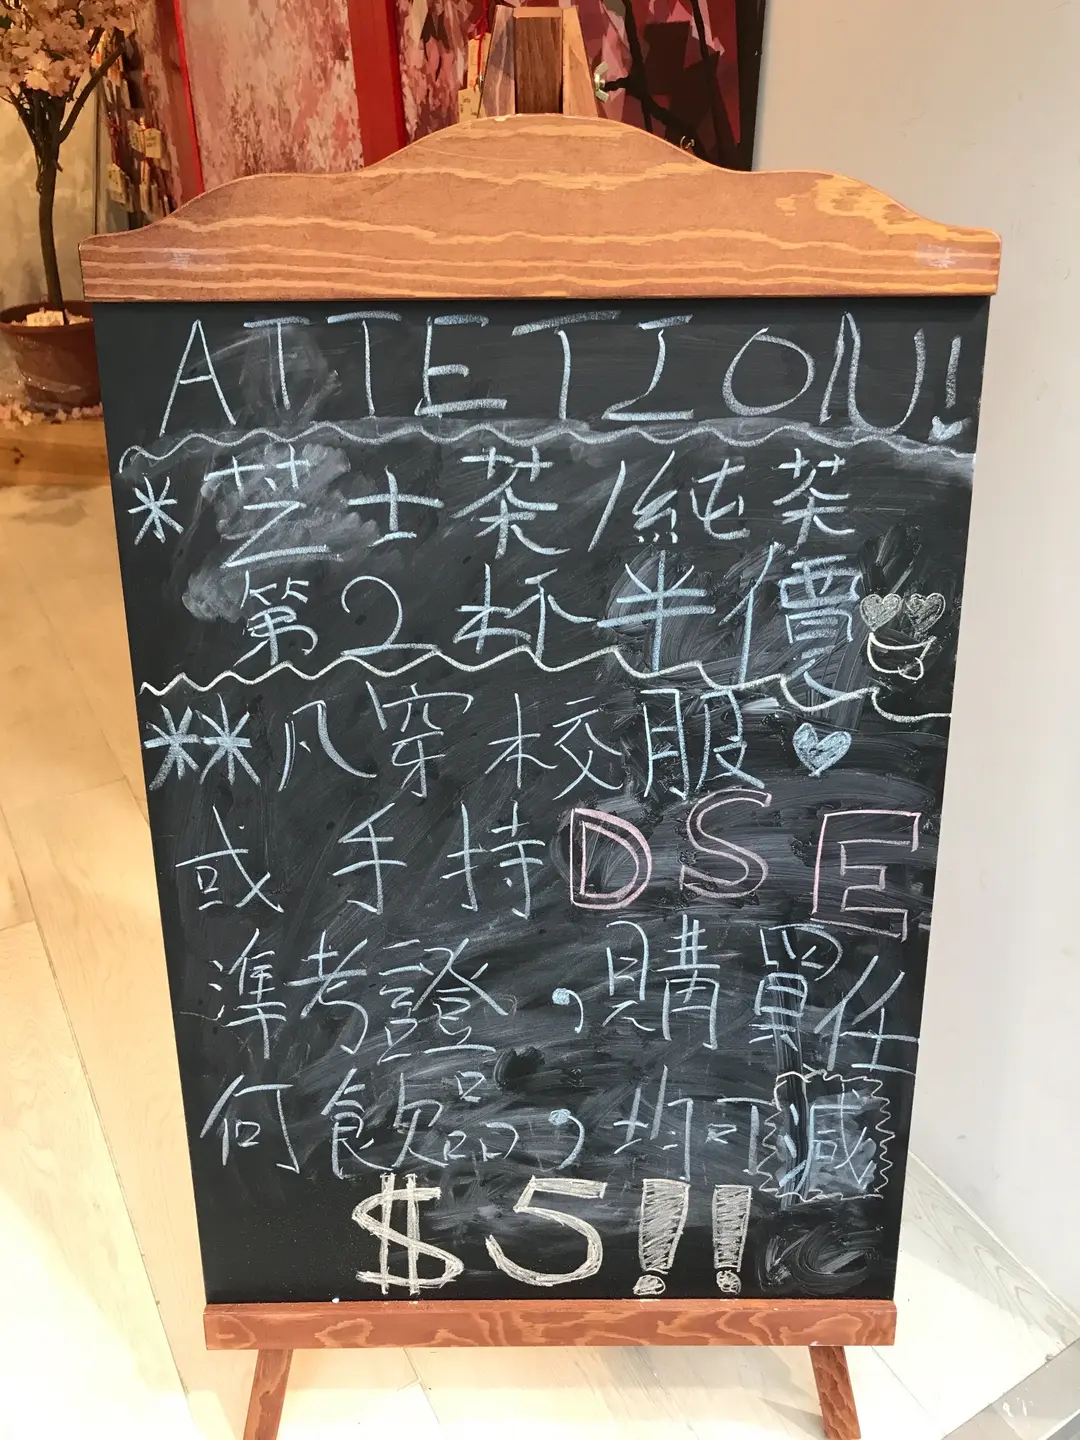 ATTETION!
*芝士茶/純茶
第2杯半價
**凡穿校服♥
或手持DSE
準考證,購買任
何飲品,均可減
$5!!